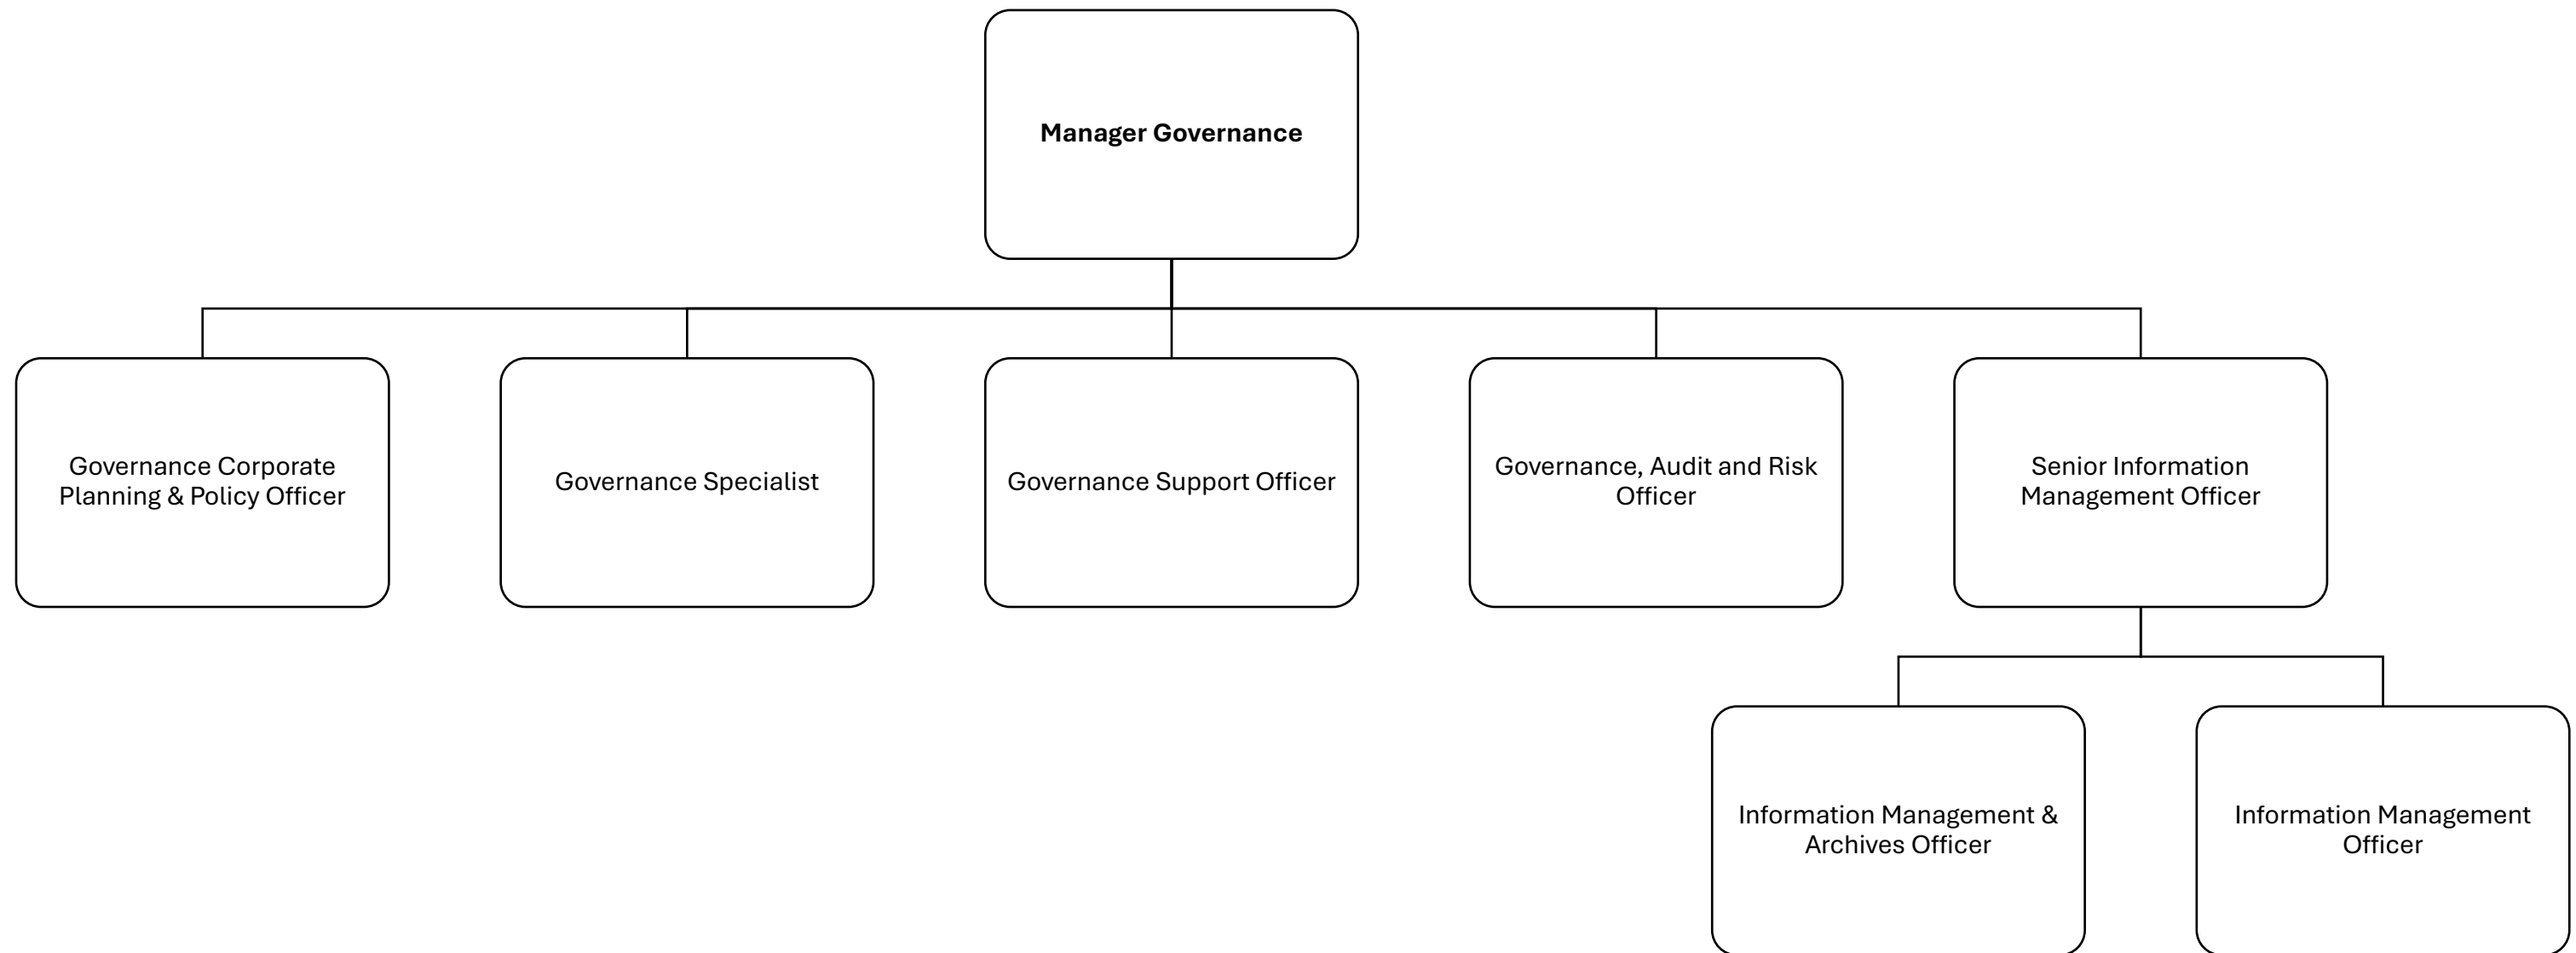 Manager Governance
Governance Corporate
Planning & Policy Officer
Governance Specialist
Governance Support Officer
Governance, Audit and Risk
Officer
Senior Information
Management Officer
Information Management &
Archives Officer
Information Management
Officer